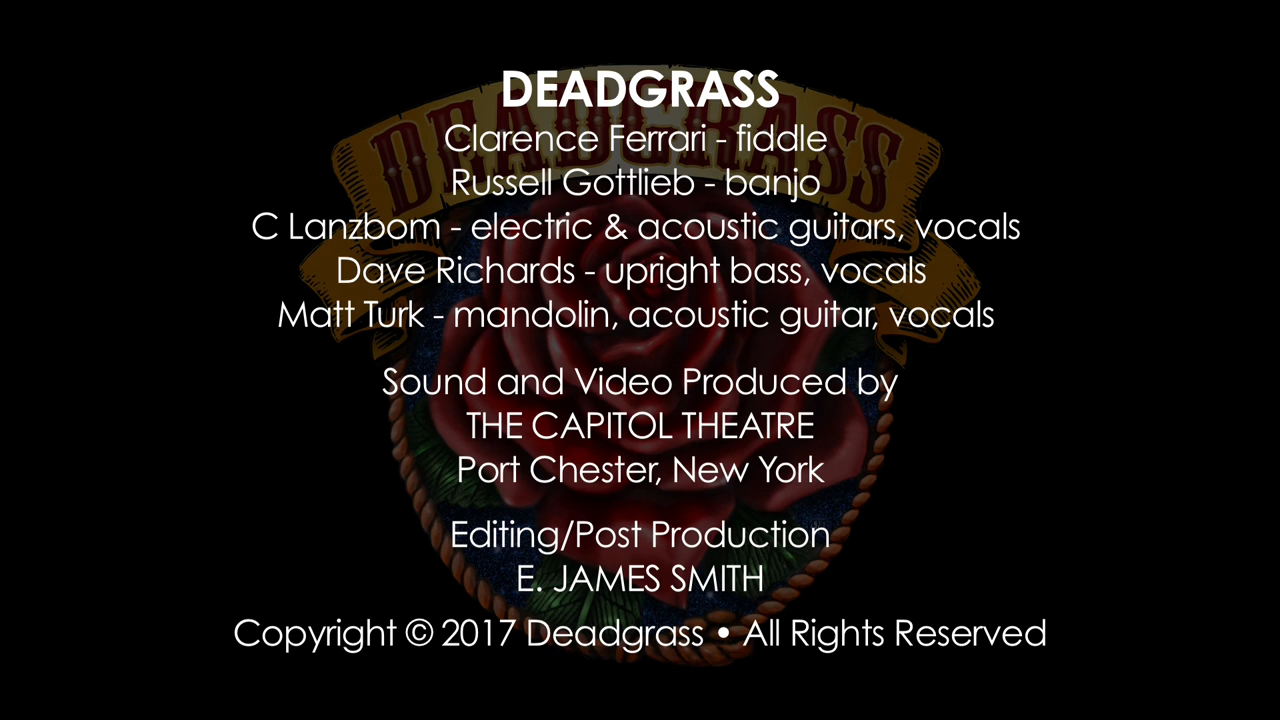 DEADGRASS
DEADGRASS
Clarence Ferrari - fiddle
Russell Gottlieb - banjo
C Lanzbom - electric & acoustic guitars, vocals
Dave Richards - upright bass, vocals
Matt Turk - mandolin, acoustic guitar, vocals
Sound and Video Produced by
THE CAPITOL THEATRE
Port Chester, New York
Editing/Post Production
E. JAMES SMITH
Copyright © 2017 Deadgrass • All Rights Reserved